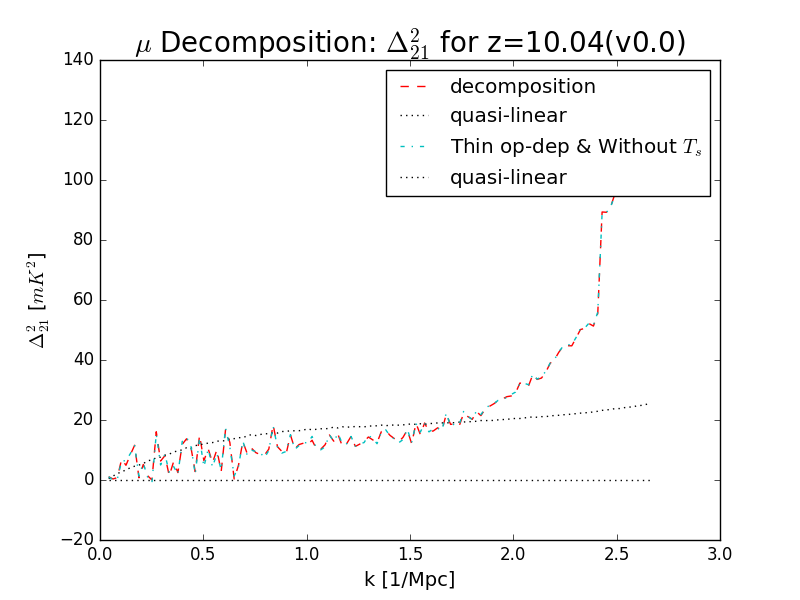 μ Decomposition: Δ²₂₁ for z=10.04(v0.0)
decomposition
quasi-linear
Thin op-dep & Without Tₛ
quasi-linear
140
120
100
80
60
40
20
0
−20
Δ²₂₁ [mK²]
0.0 0.5 1.0 1.5 2.0 2.5 3.0
k [1/Mpc]